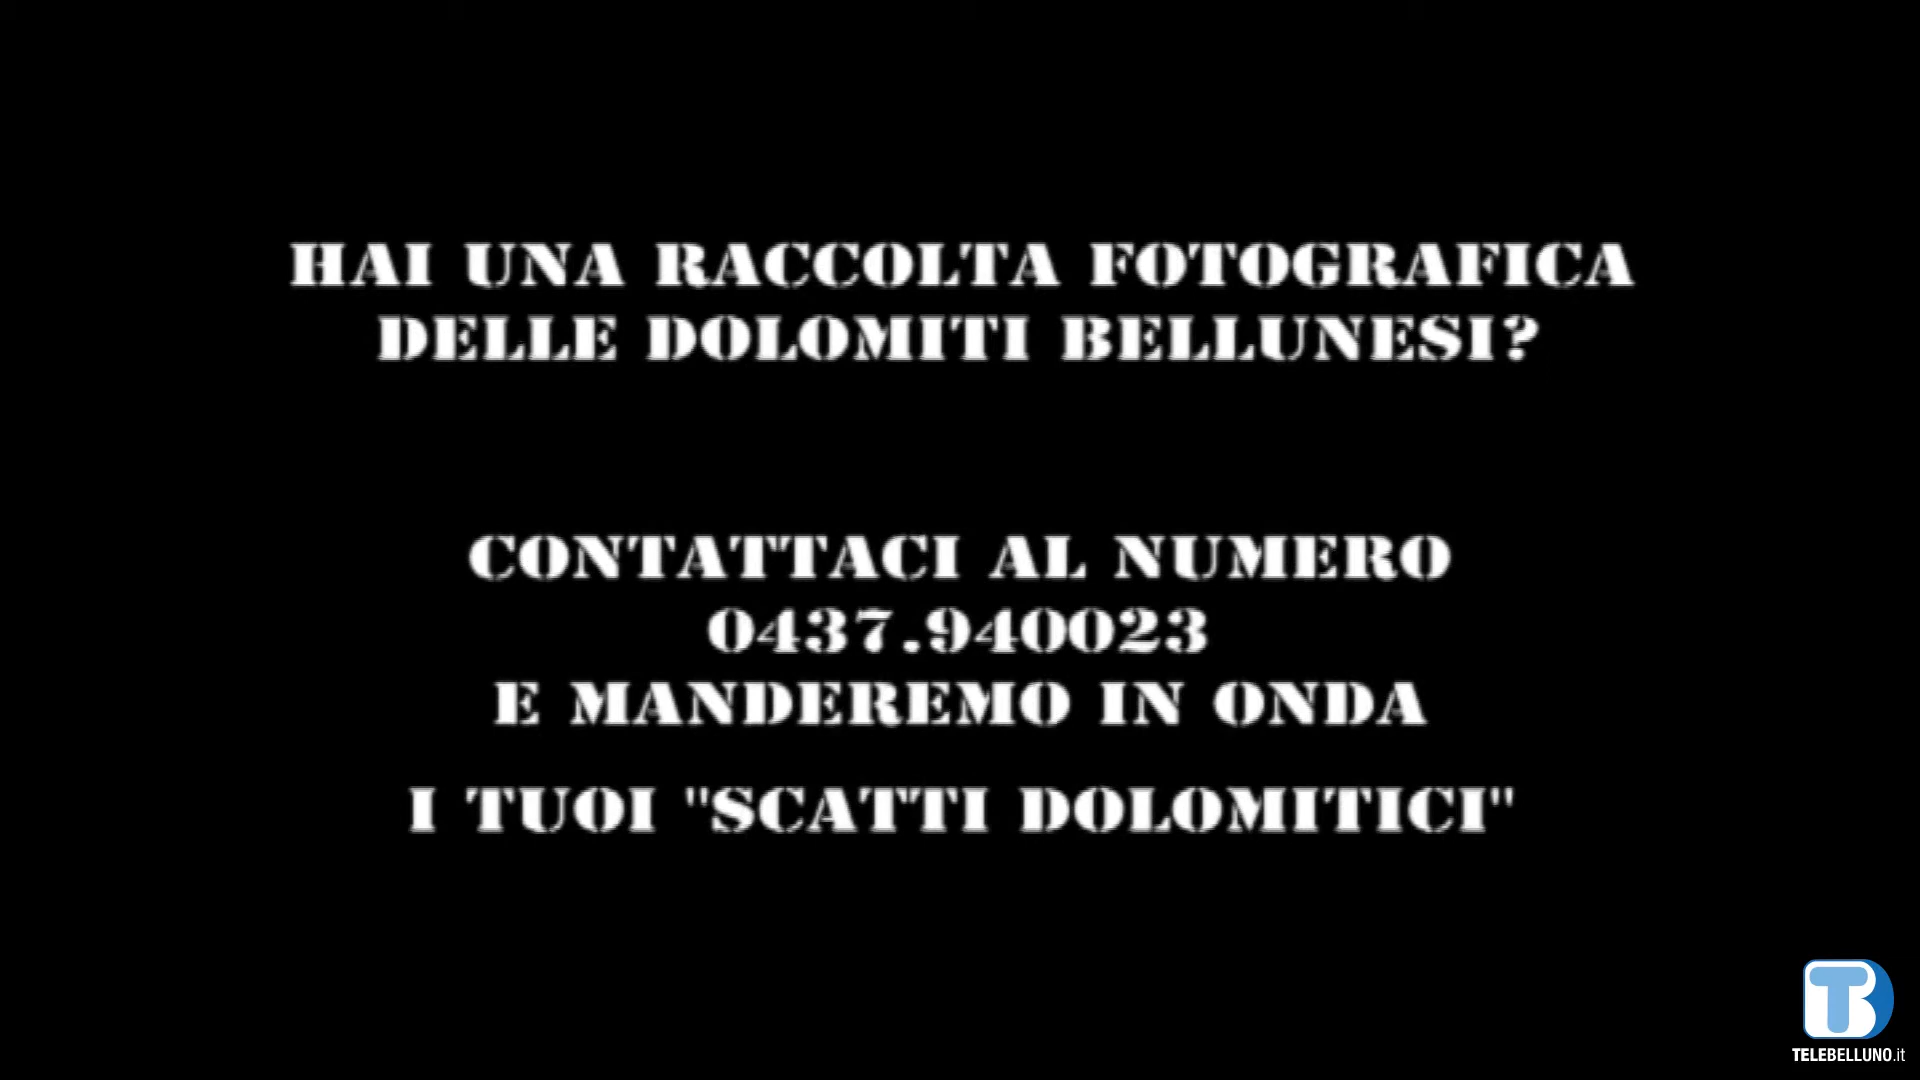 HAI UNA RACCOLTA FOTOGRAFICA
DELLE DOLOMITI BELLUNESI?
CONTATTACI AL NUMERO
0437.940023
E MANDEREMO IN ONDA
I TUOI "SCATTI DOLOMITICI"
TB
TELEBELLUNO.it